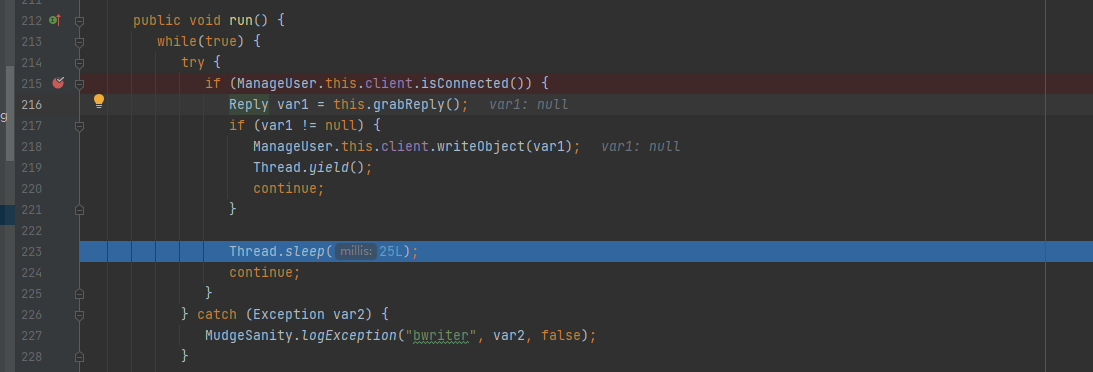 211
212 public void run() {
213 while(true) {
214 try {
215 if (ManageUser.this.client.isConnected()) {
216 Reply var1 = this.grabReply(); var1: null
g
217 if (var1 != null) {
218 ManageUser.this.client.writeObject(var1); var1: null
219 Thread.yield();
220 continue;
221 }
222
223 Thread.sleep( millis: 25L);
224 continue;
225 }
226 } catch (Exception var2) {
227 MudgeSanity.logException("bwriter", var2, false);
228 }